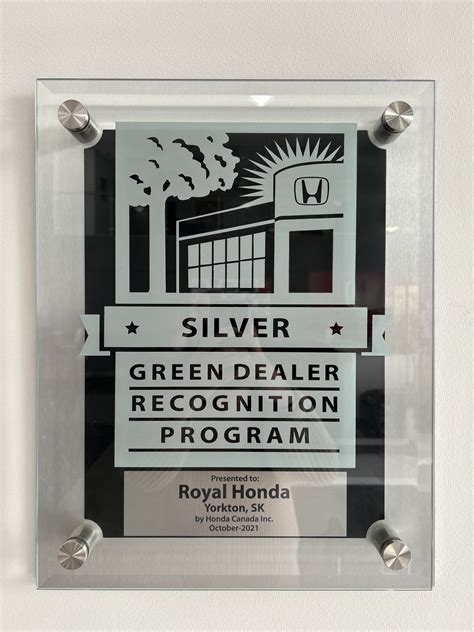 SILVER
GREEN DEALER
RECOGNITION
PROGRAM
Presented to:
Royal Honda
Yorkton, SK
by Honda Canada Inc.
October-2021